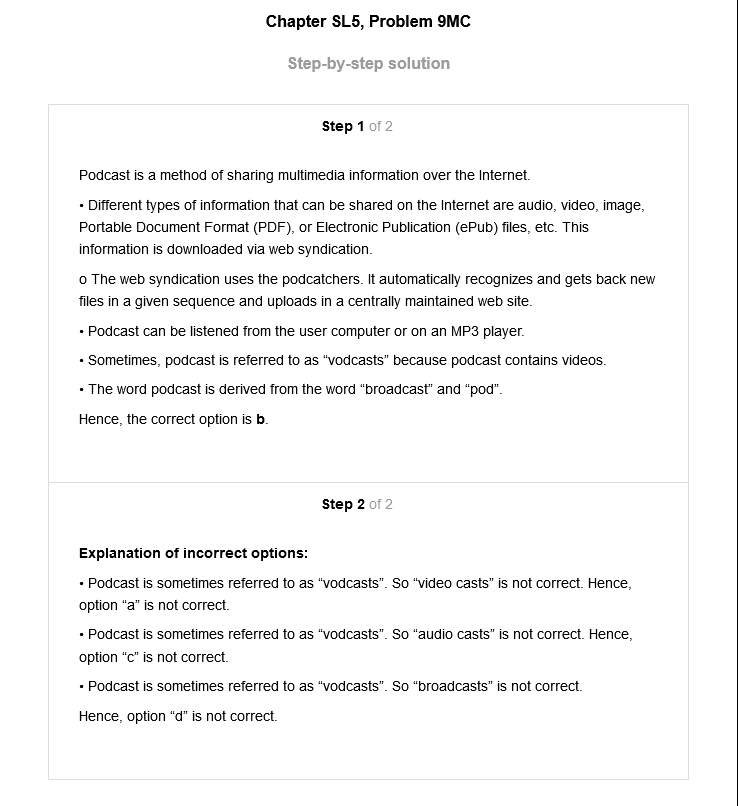 Chapter SL5, Problem 9MC
Step-by-step solution
Step 1 of 2
Podcast is a method of sharing multimedia information over the Internet.
• Different types of information that can be shared on the Internet are audio, video, image,
Portable Document Format (PDF), or Electronic Publication (ePub) files, etc. This
information is downloaded via web syndication.
o The web syndication uses the podcatchers. It automatically recognizes and gets back new
files in a given sequence and uploads in a centrally maintained web site.
• Podcast can be listened from the user computer or on an MP3 player.
• Sometimes, podcast is referred to as “vodcasts” because podcast contains videos.
• The word podcast is derived from the word “broadcast” and “pod”.
Hence, the correct option is b.
Step 2 of 2
Explanation of incorrect options:
• Podcast is sometimes referred to as “vodcasts”. So “video casts” is not correct. Hence,
option “a” is not correct.
• Podcast is sometimes referred to as “vodcasts”. So “audio casts” is not correct. Hence,
option “c” is not correct.
• Podcast is sometimes referred to as “vodcasts”. So “broadcasts” is not correct.
Hence, option “d” is not correct.